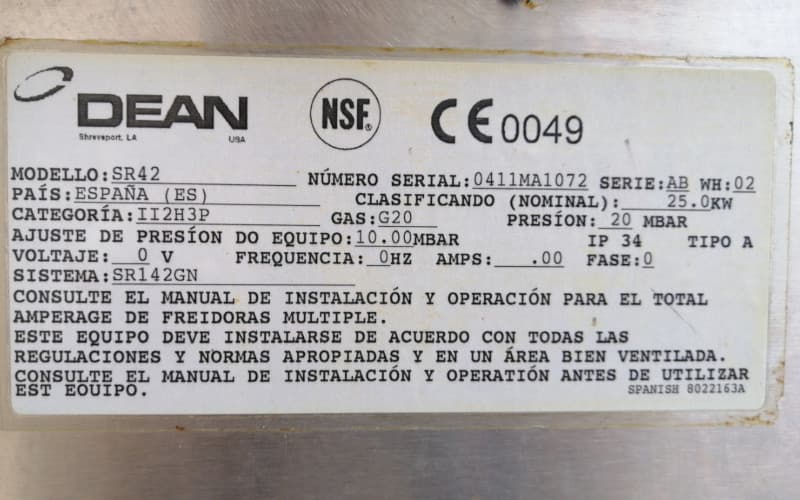 DEAN
Shreveport, LA USA
NSF®
CE 0049
MODELLO: SR42 NÚMERO SERIAL: 0411MA1072 SERIE: AB WH: 02
PAÍS: ESPAÑA (ES) CLASIFICANDO (NOMINAL): 25.0KW
CATEGORÍA: II2H3P GAS: G20 PRESÍON: 20 MBAR
AJUSTE DE PRESÍON DO EQUIPO: 10.00MBAR IP 34 TIPO A
VOLTAJE: 0 V FREQUENCIA: 0HZ AMPS: .00 FASE: 0
SISTEMA: SR142GN
CONSULTE EL MANUAL DE INSTALACIÓN Y OPERACIÓN PARA EL TOTAL
AMPERAGE DE FREIDORAS MULTIPLE.
ESTE EQUIPO DEVE INSTALARSE DE ACUERDO CON TODAS LAS
REGULACIONES Y NORMAS APROPIADAS Y EN UN ÁREA BIEN VENTILADA.
CONSULTE EL MANUAL DE INSTALACIÓN Y OPERATIÓN ANTES DE UTILIZAR
EST EQUIPO. SPANISH 8022163A